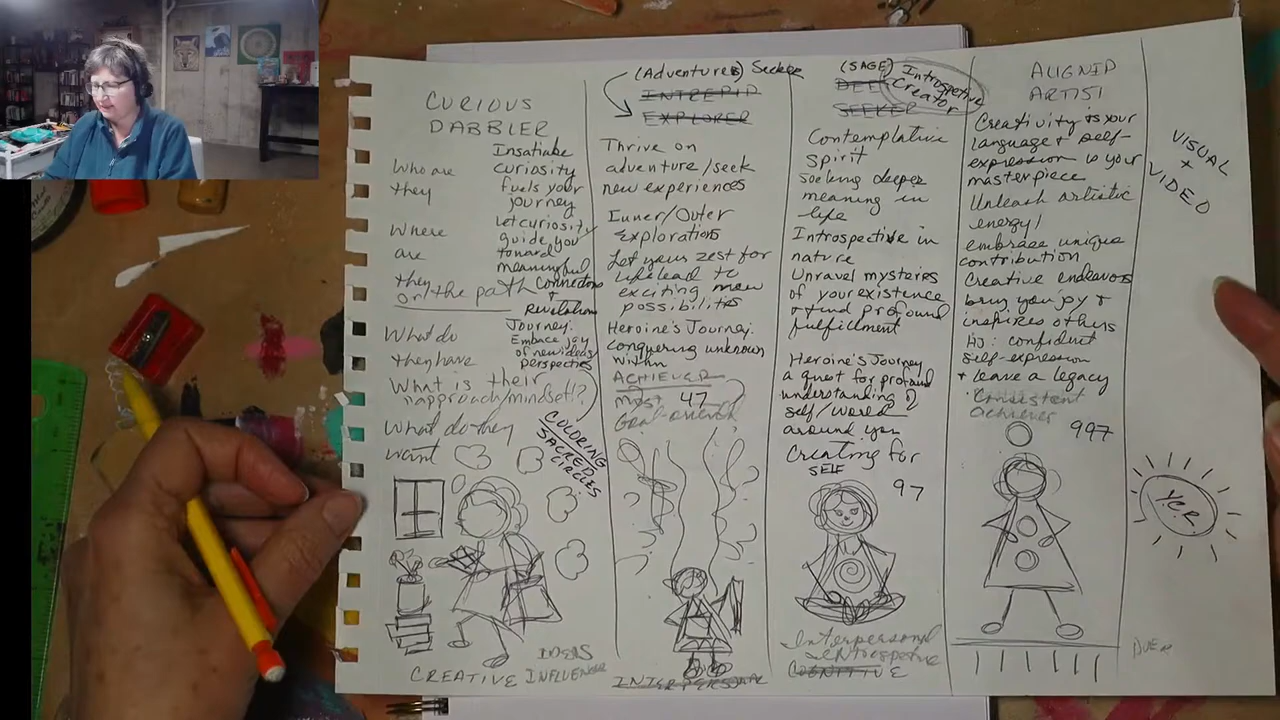 CURIOUS
DABBLER
Insatiable
curiosity
fuels your
journey
Who are
they
let curiosity
guide you
toward
meaningful
Connections
+
Revelations
Where
are
they
on the path
Journey:
Embrace joy
of new ideas
perspectives
What do
they have
What is their
approach/mindset!?
What do they
want
COLORING
SACRED
CIRCLES
IDEAS
CREATIVE INFLUENCER
(Adventure) Seeker
INTREPID
EXPLORER
Thrive on
adventure/seek
new experiences
Inner/Outer
Explorations
Let your zest for
life lead to
exciting new
possibilities
Heroine's Journey:
conquering unknown
within
ACHIEVER
47
Goal-oriented
INTERPERSONAL
(SAGE) Introspective
Creator
DEEP
SEEKER
Contemplative
Spirit
seeking deeper
meaning in
life
Introspective in
nature
Unravel mysteries
of your existence
+ find profound
fulfillment
Heroine's Journey
a quest for profound
understanding of
self/world
around you
Creating for
SELF
97
Interpersonal
Introspective
COGNITIVE
ALIGNED
ARTIST
Creativity is your
language + self-
expression is your
masterpiece
Unleash artistic
energy!
embrace unique
contribution
Creative endeavors
bring you joy +
inspires others
HJ: confident
self-expression
+ leave a legacy
Consistent
Achiever
997
VISUAL
+
VIDEO
YCR